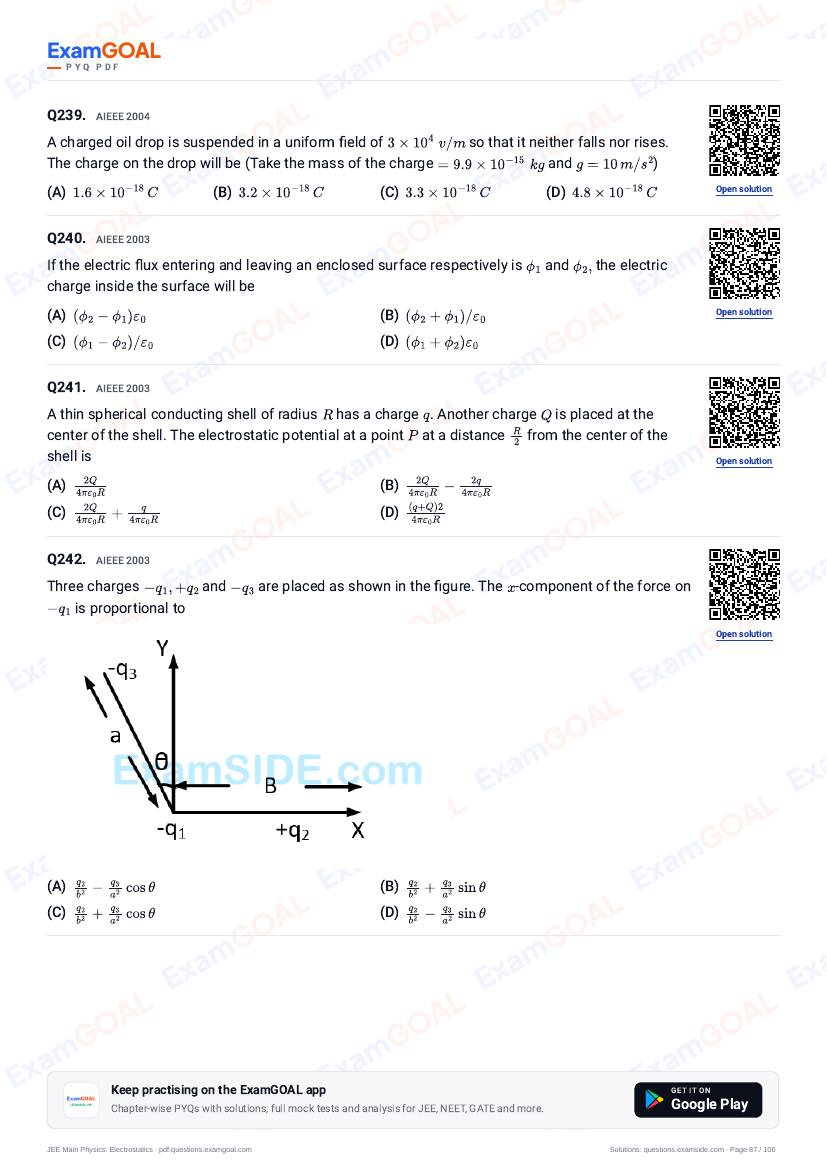 ExamGOAL
PYQ PDF
Q239. AIEEE 2004
A charged oil drop is suspended in a uniform field of 3 × 10⁴ v/m so that it neither falls nor rises.
The charge on the drop will be (Take the mass of the charge = 9.9 × 10⁻¹⁵ kg and g = 10 m/s²)
(A) 1.6 × 10⁻¹⁸ C (B) 3.2 × 10⁻¹⁸ C (C) 3.3 × 10⁻¹⁸ C (D) 4.8 × 10⁻¹⁸ C
Open solution
Q240. AIEEE 2003
If the electric flux entering and leaving an enclosed surface respectively is ϕ₁ and ϕ₂, the electric
charge inside the surface will be
(A) (ϕ₂ − ϕ₁)ε₀ (B) (ϕ₂ + ϕ₁)/ε₀
(C) (ϕ₁ − ϕ₂)/ε₀ (D) (ϕ₁ + ϕ₂)ε₀
Open solution
Q241. AIEEE 2003
A thin spherical conducting shell of radius R has a charge q. Another charge Q is placed at the
center of the shell. The electrostatic potential at a point P at a distance R/2 from the center of the
shell is
(A) 2Q/4πε₀R (B) 2Q/4πε₀R − 2q/4πε₀R
(C) 2Q/4πε₀R + q/4πε₀R (D) (q+Q)2/4πε₀R
Open solution
Q242. AIEEE 2003
Three charges −q₁, +q₂ and −q₃ are placed as shown in the figure. The x-component of the force on
−q₁ is proportional to
Open solution
Y
-q₃
a
θ
ExamSIDE.com
B
-q₁ +q₂ X
(A) q₂/b² − q₃/a² cos θ (B) q₂/b² + q₃/a² sin θ
(C) q₂/b² + q₃/a² cos θ (D) q₂/b² − q₃/a² sin θ
Keep practising on the ExamGOAL app
Chapter-wise PYQs with solutions, full mock tests and analysis for JEE, NEET, GATE and more.
GET IT ON
Google Play
JEE Main Physics: Electrostatics · pdf.questions.examgoal.com Solutions: questions.examside.com · Page 87 / 106